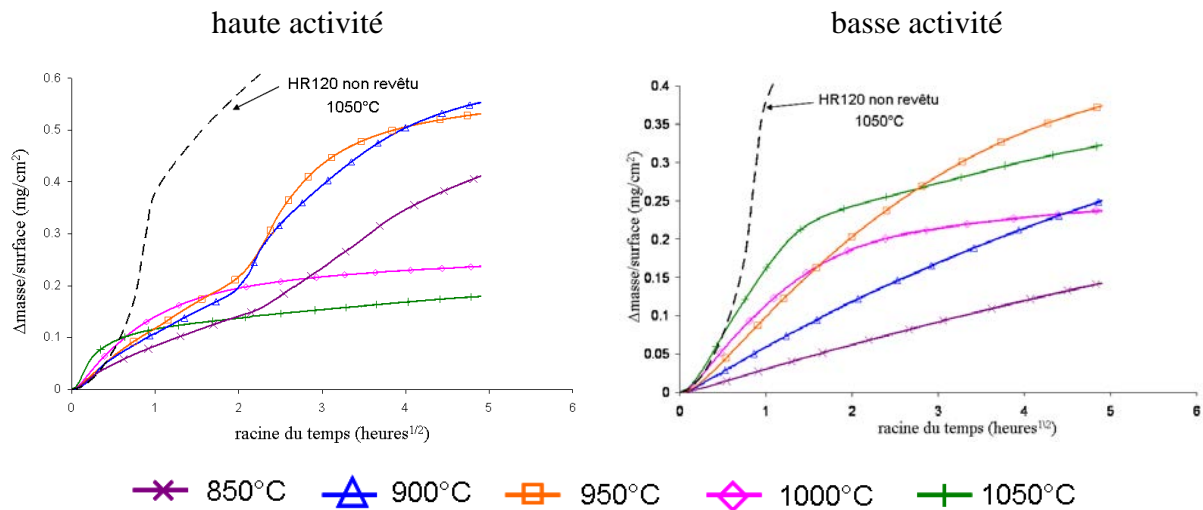 haute activité
basse activité
0.6
0.5
0.4
0.3
0.2
0.1
0
Δmasse/surface (mg/cm²)
HR120 non revêtu
1050°C
0 1 2 3 4 5 6
racine du temps (heures^1/2)
0.4
0.35
0.3
0.25
0.2
0.15
0.1
0.05
0
Δmasse/surface (mg/cm²)
HR120 non revêtu
1050°C
0 1 2 3 4 5 6
racine du temps (heures^1\2)
850°C 900°C 950°C 1000°C 1050°C